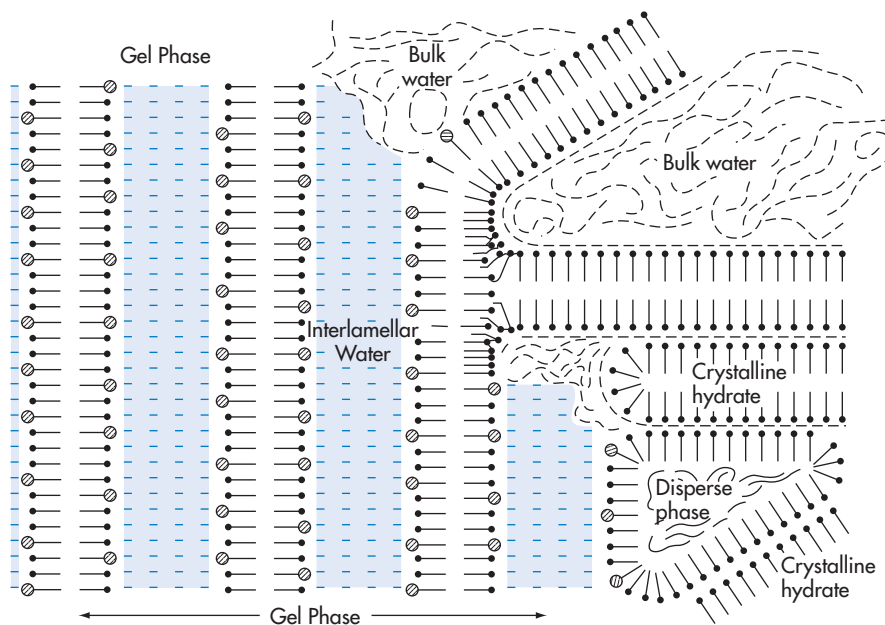 Gel Phase
Bulk
water
Bulk water
Interlamellar
Water
Crystalline
hydrate
Disperse
phase
Crystalline
hydrate
Gel Phase